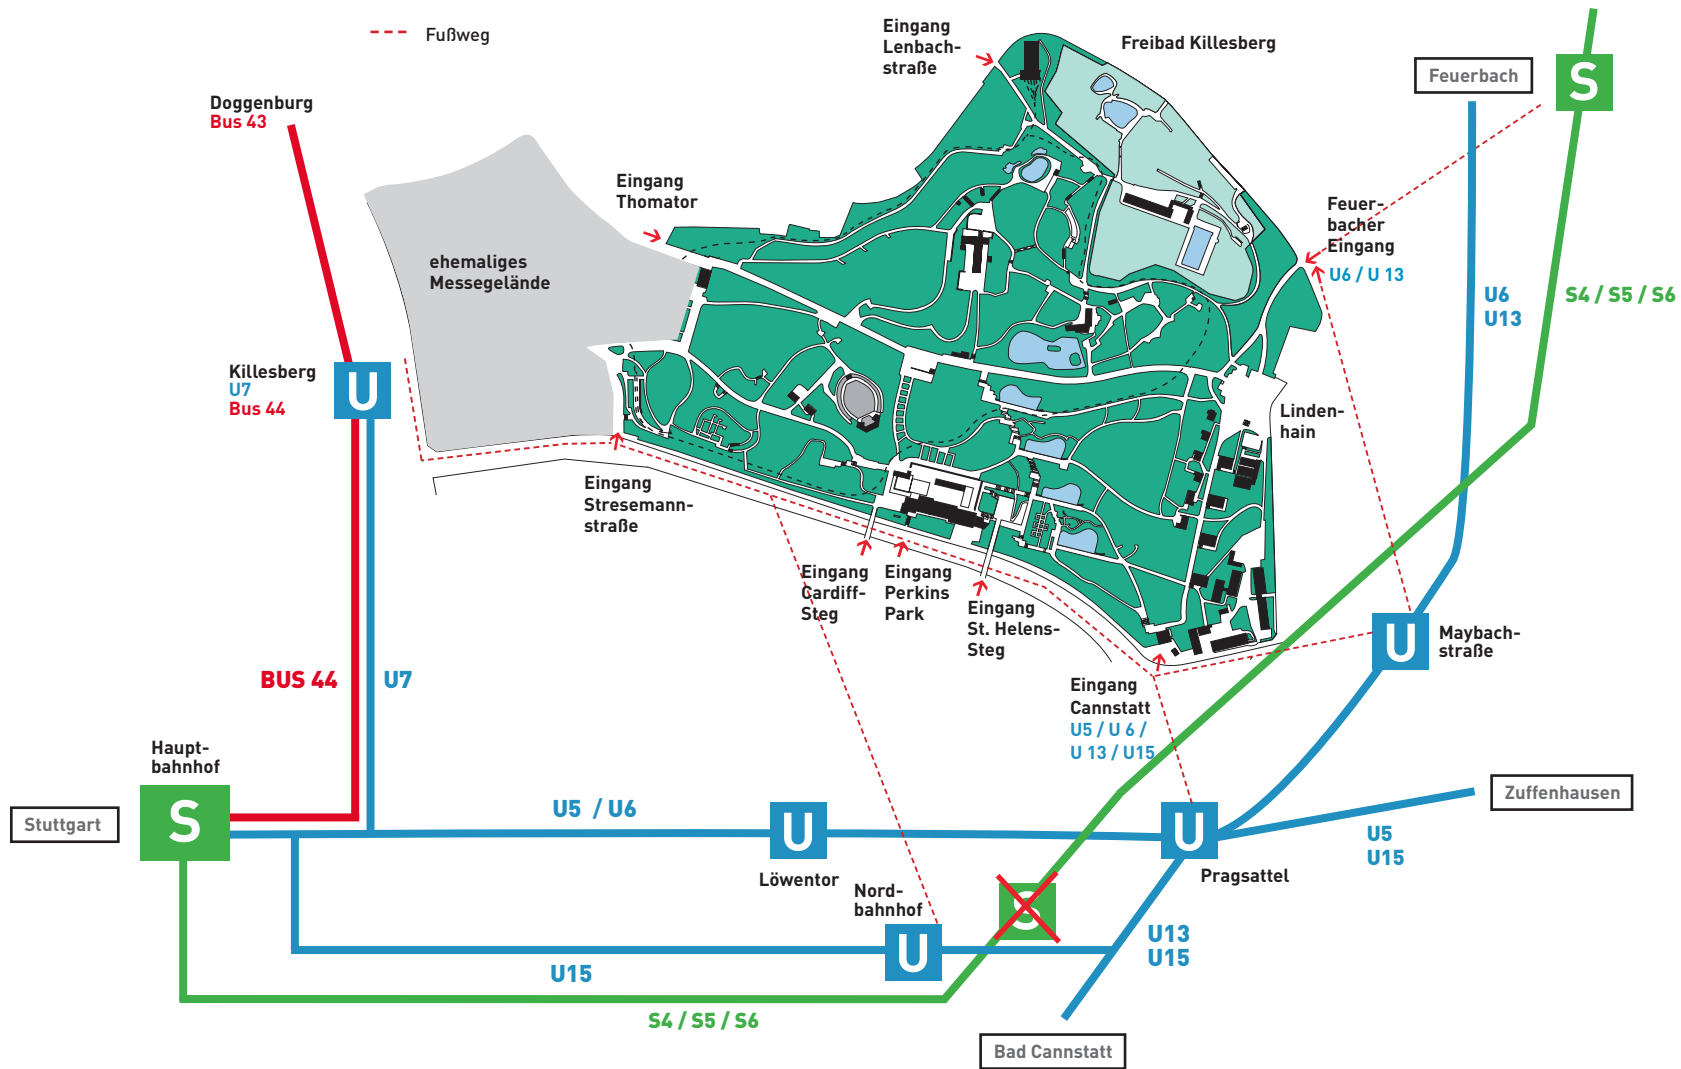 Fußweg
Eingang
Lenbach-
straße
Freibad Killesberg
Feuerbach
S
Doggenburg
Bus 43
Eingang
Thomator
Feuer-
bacher
Eingang
U6 / U 13
ehemaliges
Messegelände
U6
U13
S4 / S5 / S6
Killesberg
U7
Bus 44
U
Linden-
hain
Eingang
Stresemann-
straße
Eingang
Cardiff-
Steg
Eingang
Perkins
Park
Eingang
St. Helens-
Steg
U
Maybach-
straße
BUS 44
U7
Eingang
Cannstatt
U5 / U 6 /
U 13 / U15
Haupt-
bahnhof
S
Stuttgart
U5 / U6
U
Löwentor
U
Pragsattel
Zuffenhausen
U5
U15
Nord-
bahnhof
U
S
U13
U15
U15
S4 / S5 / S6
Bad Cannstatt